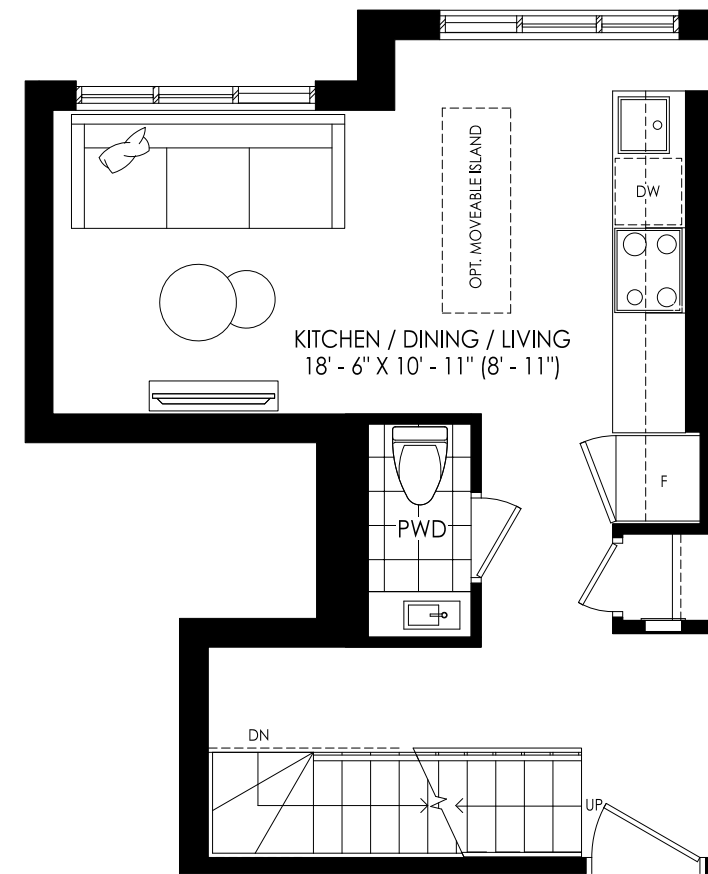 DW
OPT. MOVEABLE ISLAND
KITCHEN / DINING / LIVING
18' - 6" X 10' - 11" (8' - 11")
F
PWD
DN
UP